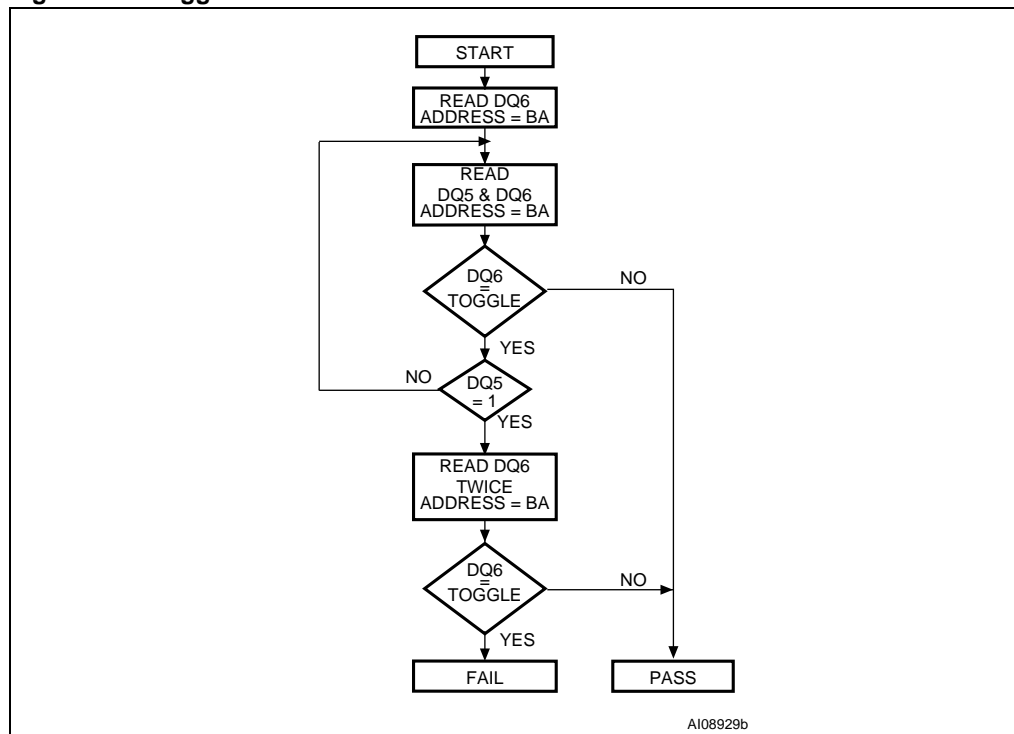 START
READ DQ6
ADDRESS = BA
READ
DQ5 & DQ6
ADDRESS = BA
DQ6
=
TOGGLE
NO
YES
NO
DQ5
= 1
YES
READ DQ6
TWICE
ADDRESS = BA
DQ6
=
TOGGLE
NO
YES
FAIL
PASS
AI08929b